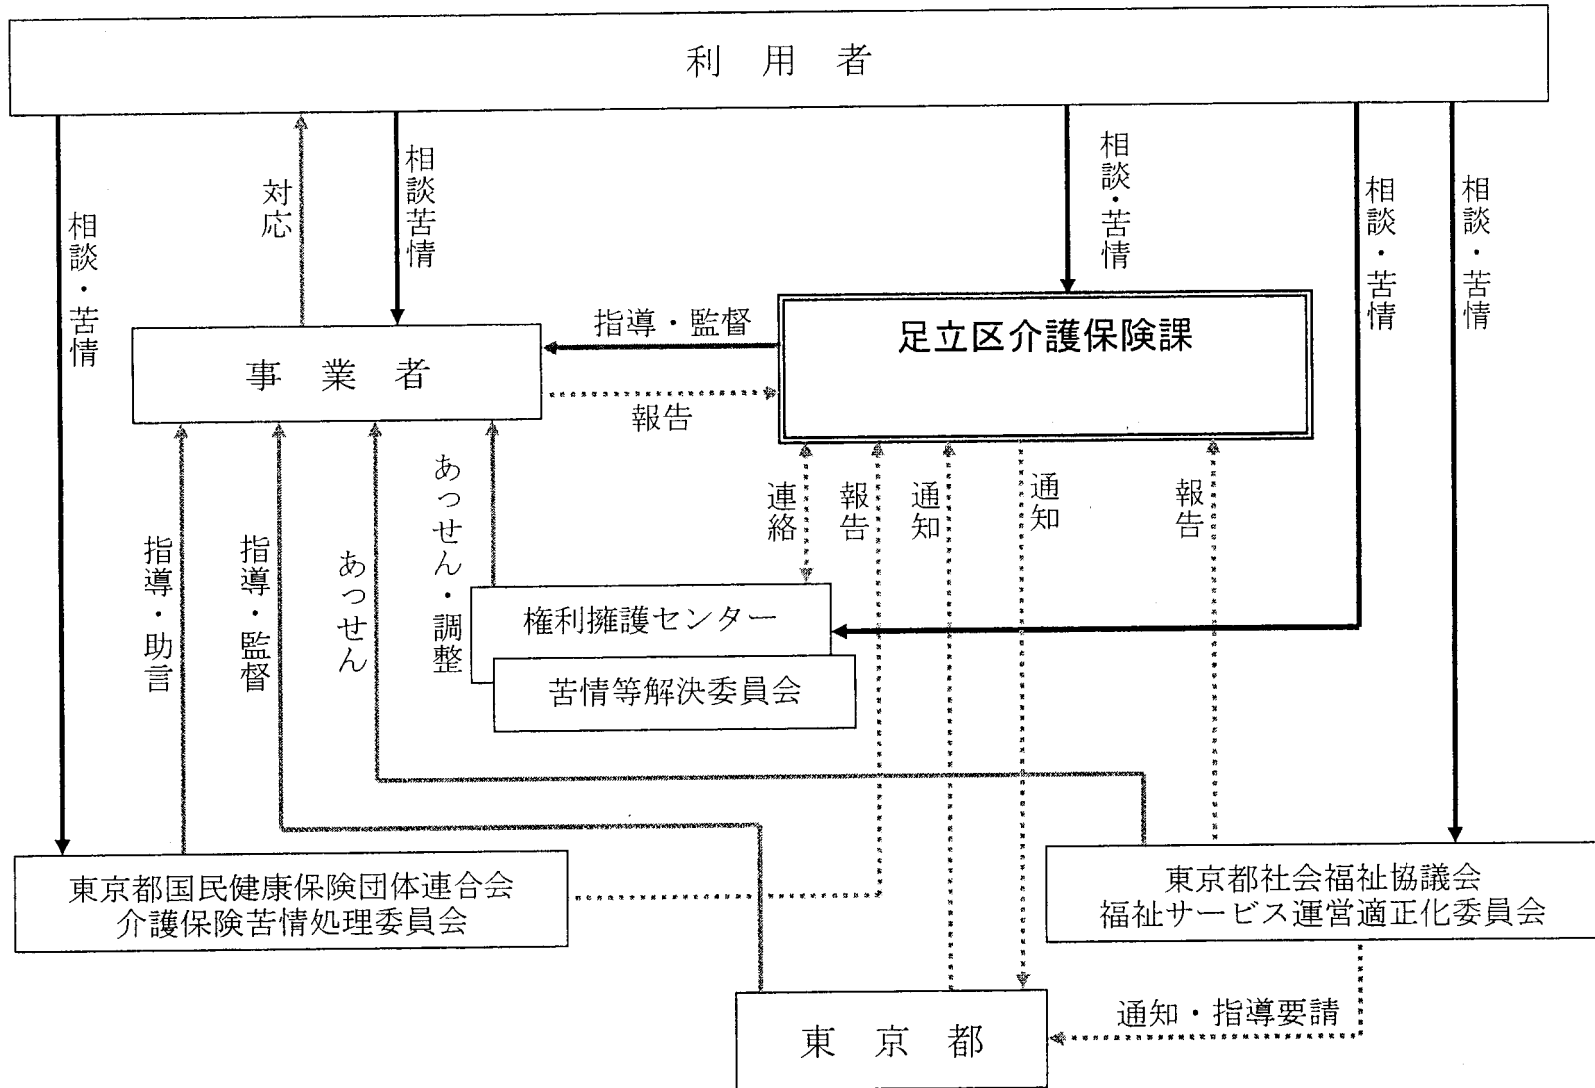 利用者
対応
相談苦情
相談・苦情
相談・苦情
相談・苦情
相談・苦情
指導・監督
足立区介護保険課
事業者
報告
あっせん・調整
連絡
報告
通知
通知
報告
指導・助言
指導・監督
あっせん
権利擁護センター
苦情等解決委員会
東京都国民健康保険団体連合会
介護保険苦情処理委員会
東京都社会福祉協議会
福祉サービス運営適正化委員会
通知・指導要請
東京都